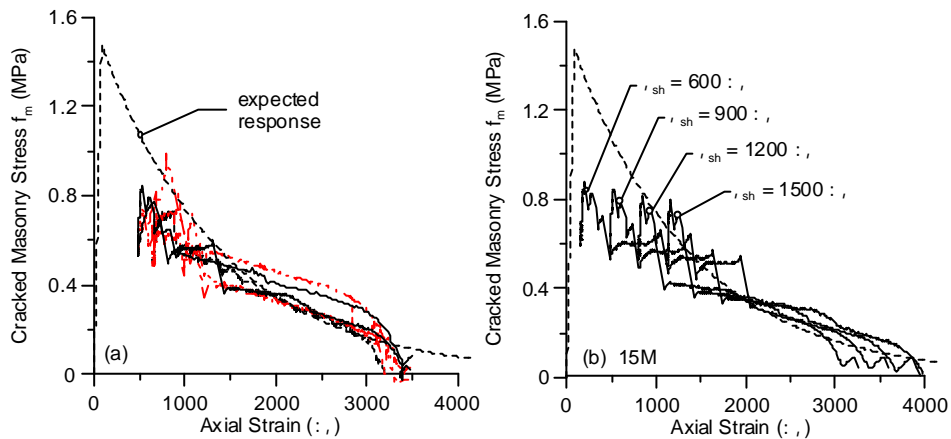 1.6
1.2
0.8
0.4
0
Cracked Masonry Stress fm (MPa)
expected
response
(a)
0
1000
2000
3000
4000
Axial Strain (: ,)
1.6
1.2
0.8
0.4
0
Cracked Masonry Stress fm (MPa)
, sh = 600 : ,
, sh = 900 : ,
, sh = 1200 : ,
, sh = 1500 : ,
(b) 15M
0
1000
2000
3000
4000
Axial Strain (: ,)